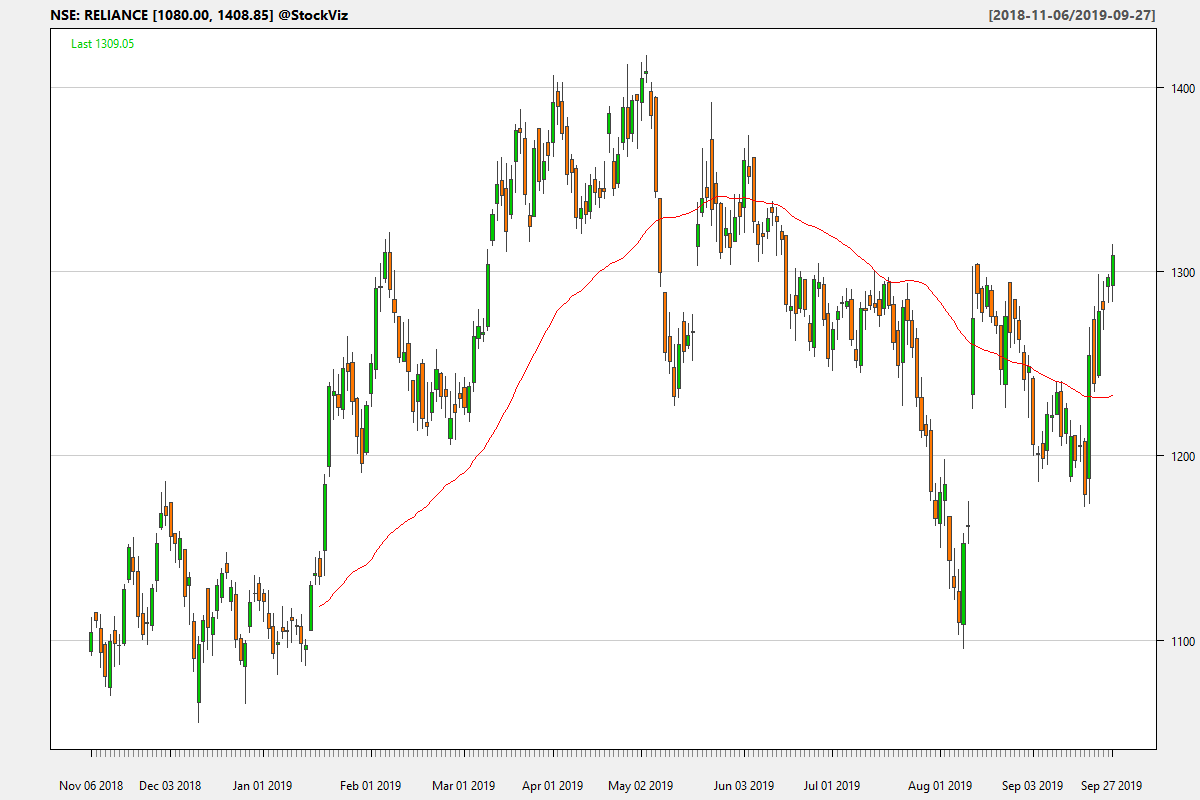 NSE: RELIANCE [1080.00, 1408.85] @StockViz [2018-11-06/2019-09-27]
Last 1309.05
1400
1300
1200
1100
Nov 06 2018 Dec 03 2018 Jan 01 2019 Feb 01 2019 Mar 01 2019 Apr 01 2019 May 02 2019 Jun 03 2019 Jul 01 2019 Aug 01 2019 Sep 03 2019 Sep 27 2019